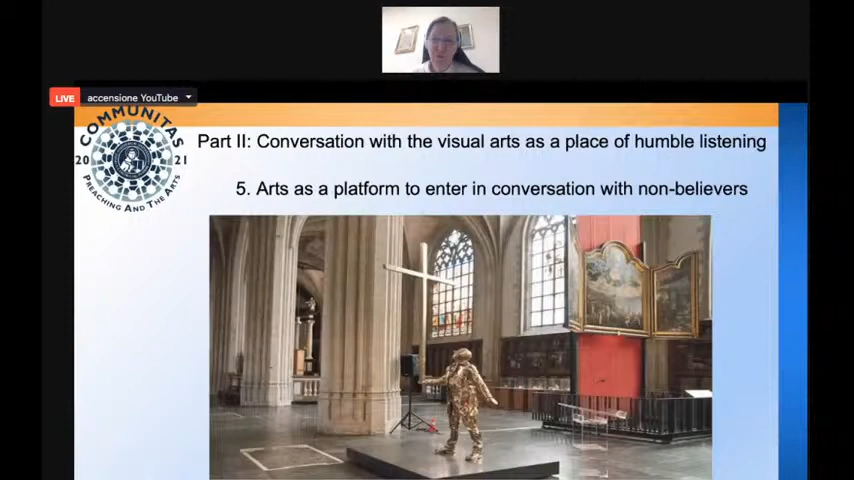 LIVE accensione YouTube
COMMUNITAS
2021
PREACHING AND THE ARTS
Part II: Conversation with the visual arts as a place of humble listening
5. Arts as a platform to enter in conversation with non-believers